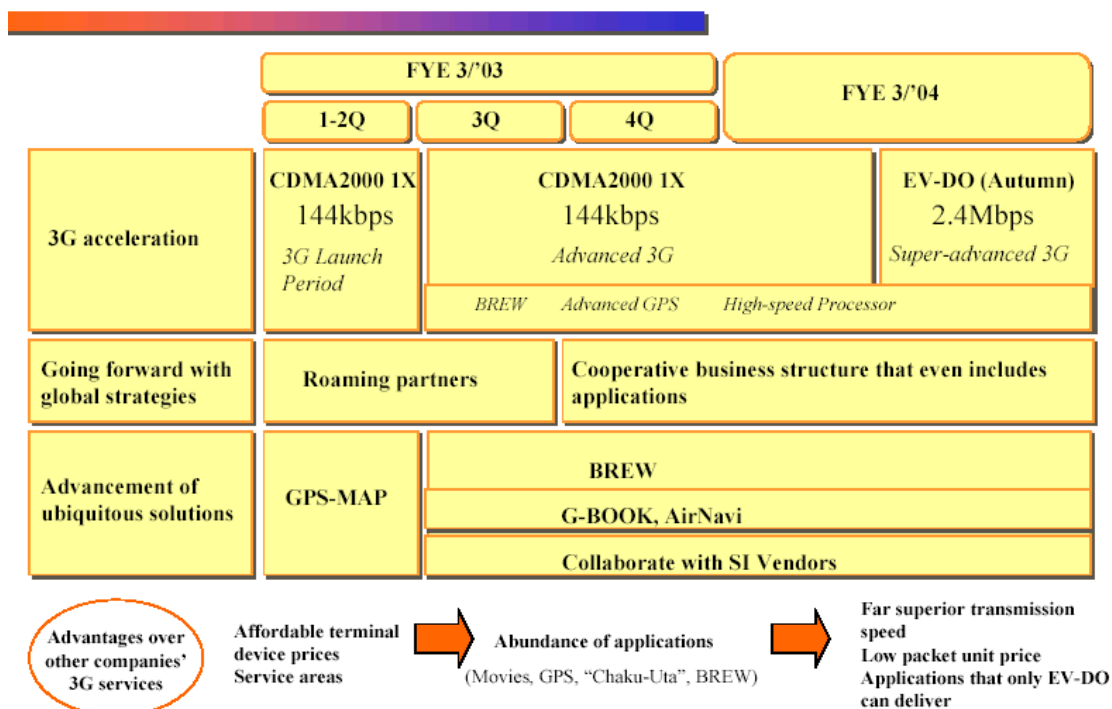 FYE 3/'03
FYE 3/'04
1-2Q
3Q
4Q
3G acceleration
CDMA2000 1X
144kbps
3G Launch
Period
CDMA2000 1X
144kbps
Advanced 3G
EV-DO (Autumn)
2.4Mbps
Super-advanced 3G
BREW Advanced GPS High-speed Processor
Going forward with
global strategies
Roaming partners
Cooperative business structure that even includes
applications
Advancement of
ubiquitous solutions
GPS-MAP
BREW
G-BOOK, AirNavi
Collaborate with SI Vendors
Advantages over
other companies'
3G services
Affordable terminal
device prices
Service areas
Abundance of applications
(Movies, GPS, "Chaku-Uta", BREW)
Far superior transmission
speed
Low packet unit price
Applications that only EV-DO
can deliver